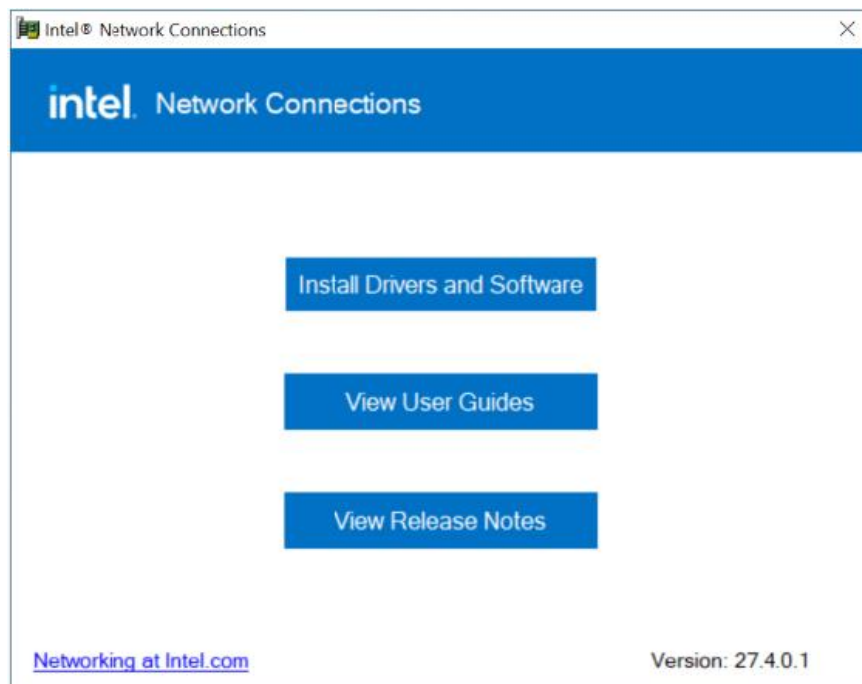 Intel® Network Connections
intel. Network Connections
Install Drivers and Software
View User Guides
View Release Notes
Networking at Intel.com
Version: 27.4.0.1